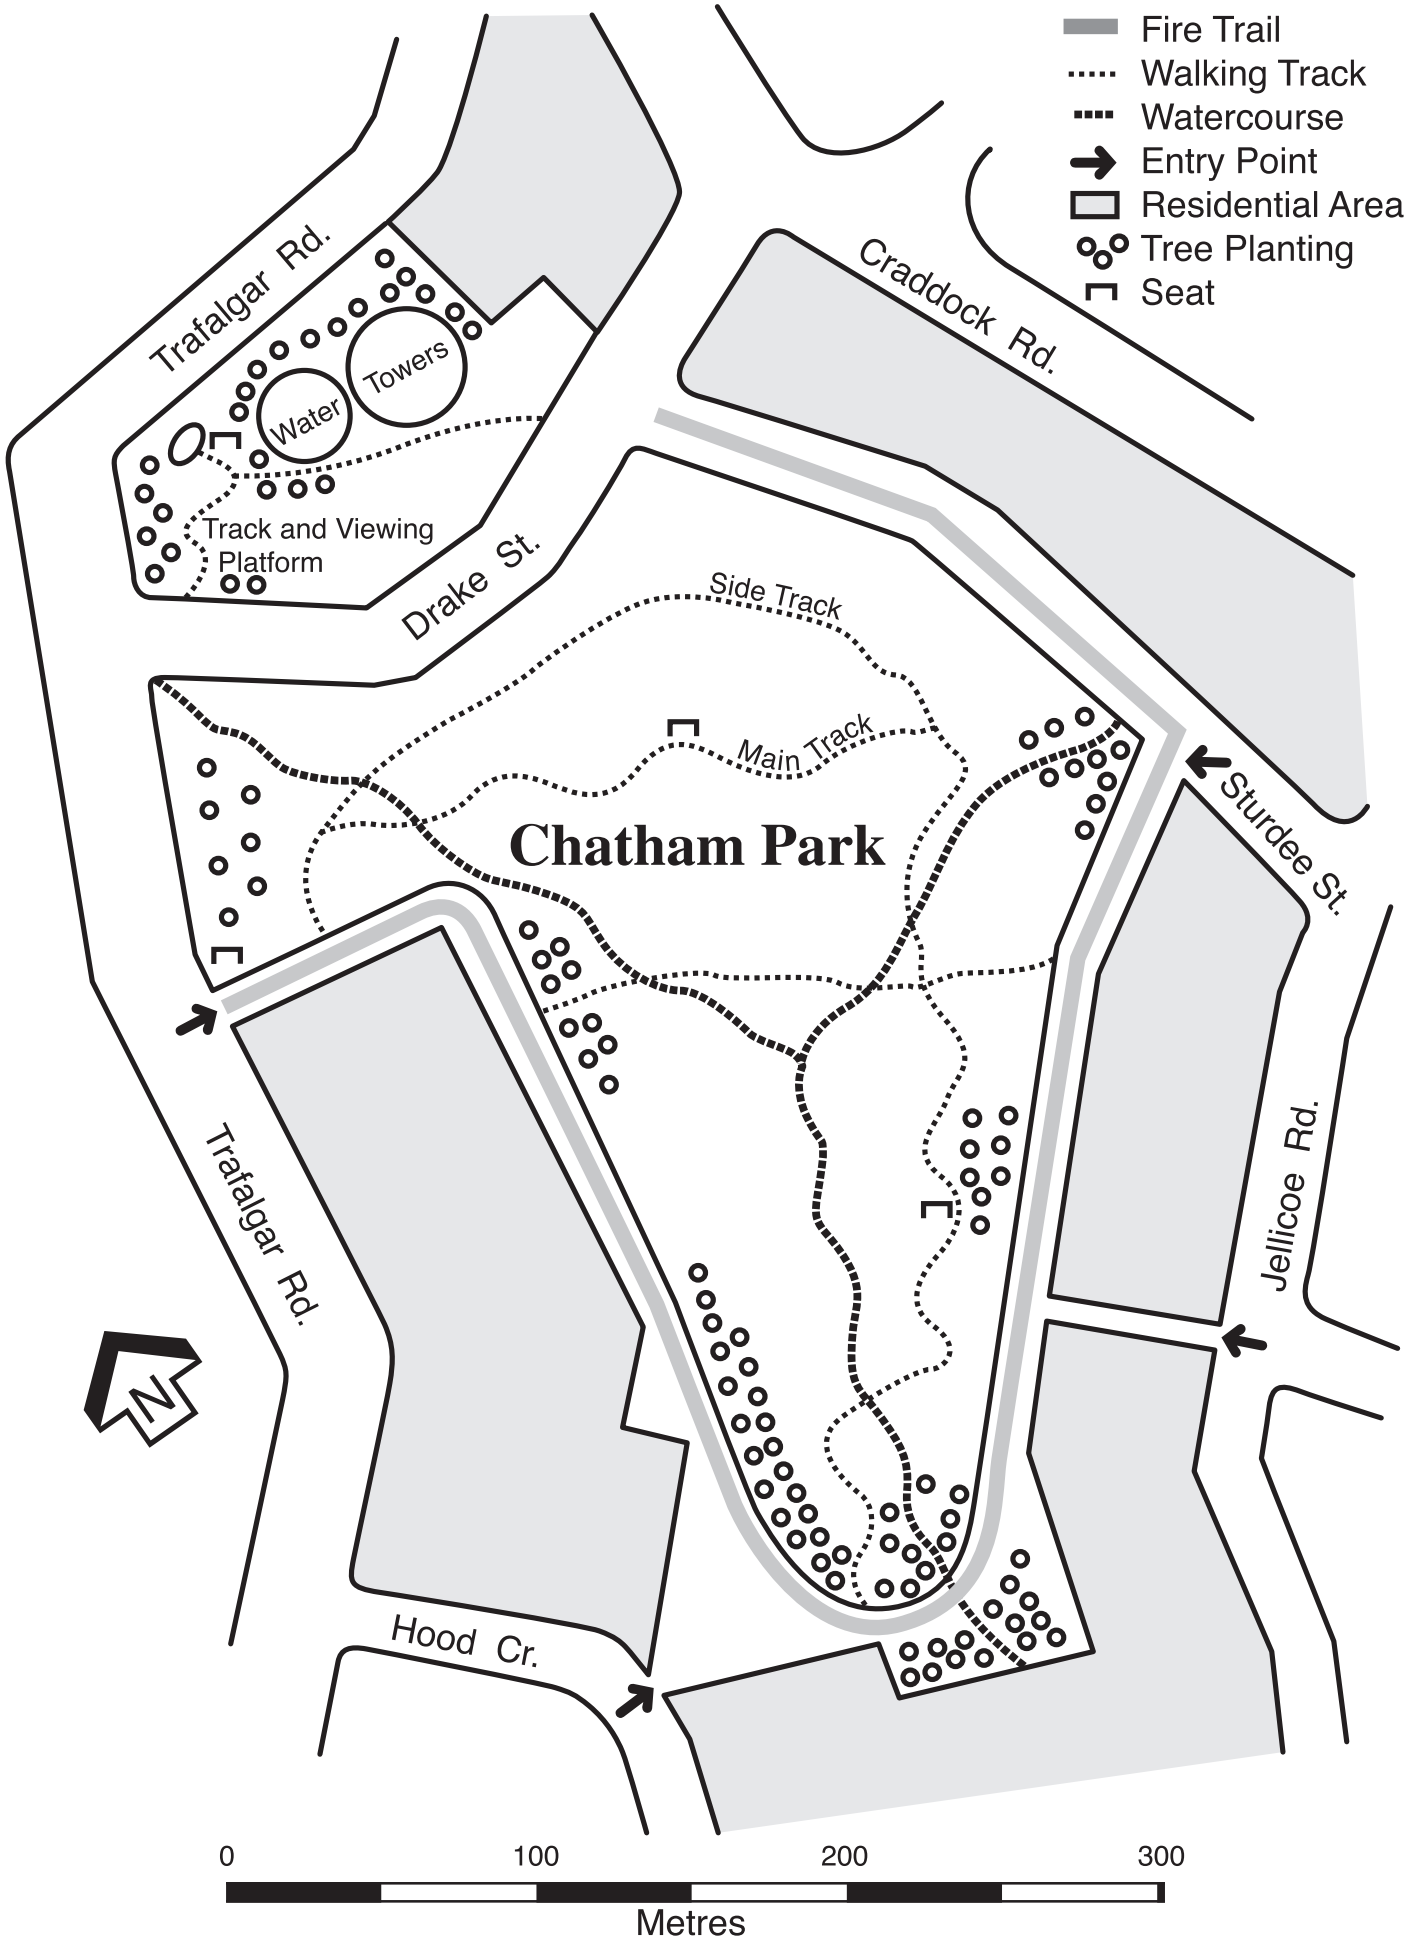 Fire Trail
Walking Track
Watercourse
Entry Point
Residential Area
Tree Planting
Seat
Trafalgar Rd.
Craddock Rd.
Towers
Water
Track and Viewing
Platform
Drake St.
Side Track
Main Track
Chatham Park
Sturdee St.
Trafalgar Rd.
Jellicoe Rd.
N
Hood Cr.
0 100 200 300
Metres